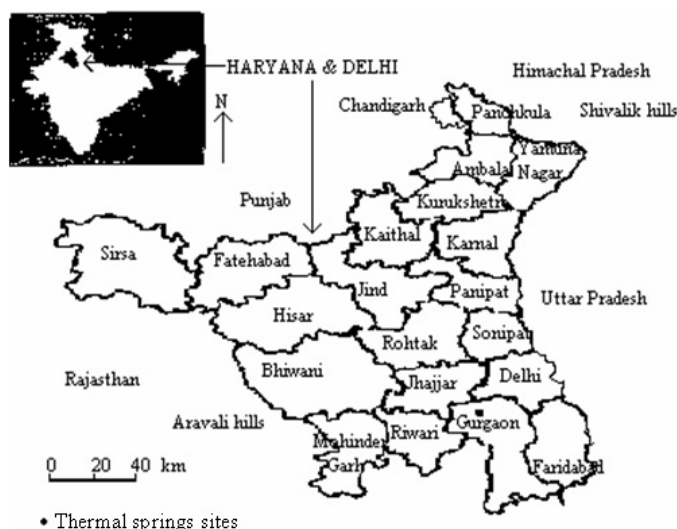 HARYANA & DELHI
Himachal Pradesh
N
Chandigarh
Panchkula
Shivalik hills
Yamuna
Nagar
Ambala
Punjab
Kurukshetr
Kaithal
Karnal
Sirsa
Fatehabad
Jind
Panipat
Uttar Pradesh
Hisar
Rohtak
Sonipat
Bhiwani
Rajasthan
Jhajjar
Delhi
Aravali hills
Gurgaon
Mohinder
Garh
Riwari
Faridabad
0 20 40 km
• Thermal springs sites